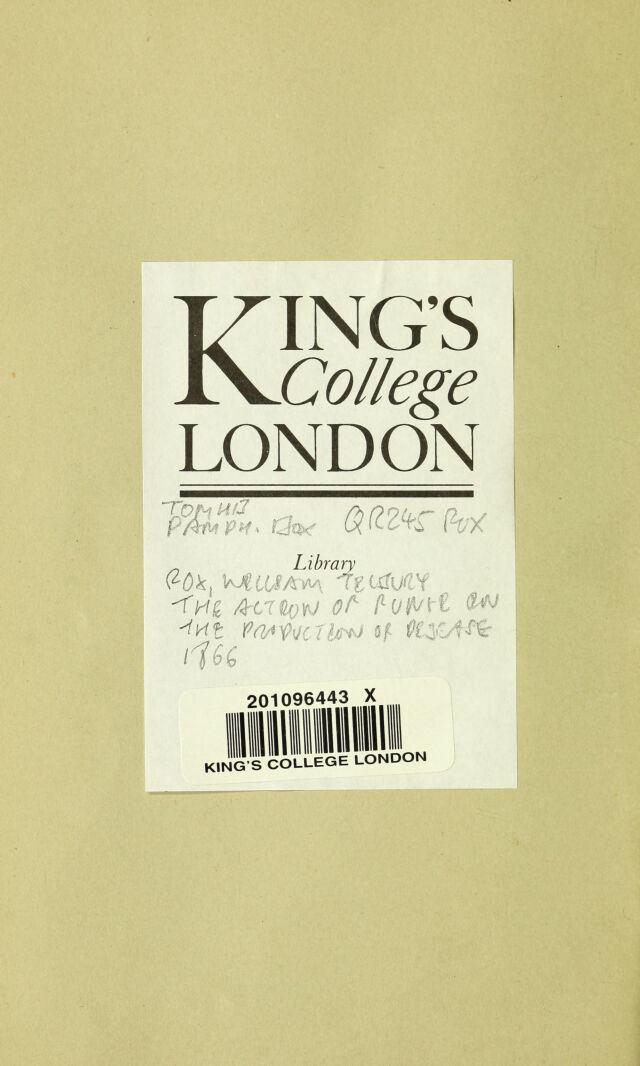 KING'S
College
LONDON
TOMHB
PAMPH. BOX QR245 FOX
Library
FOX, WILLIAM TILBURY
THE ACTION OF FUNGI ON
THE PRODUCTION OF DISEASE
1866
201096443 X
KING'S COLLEGE LONDON